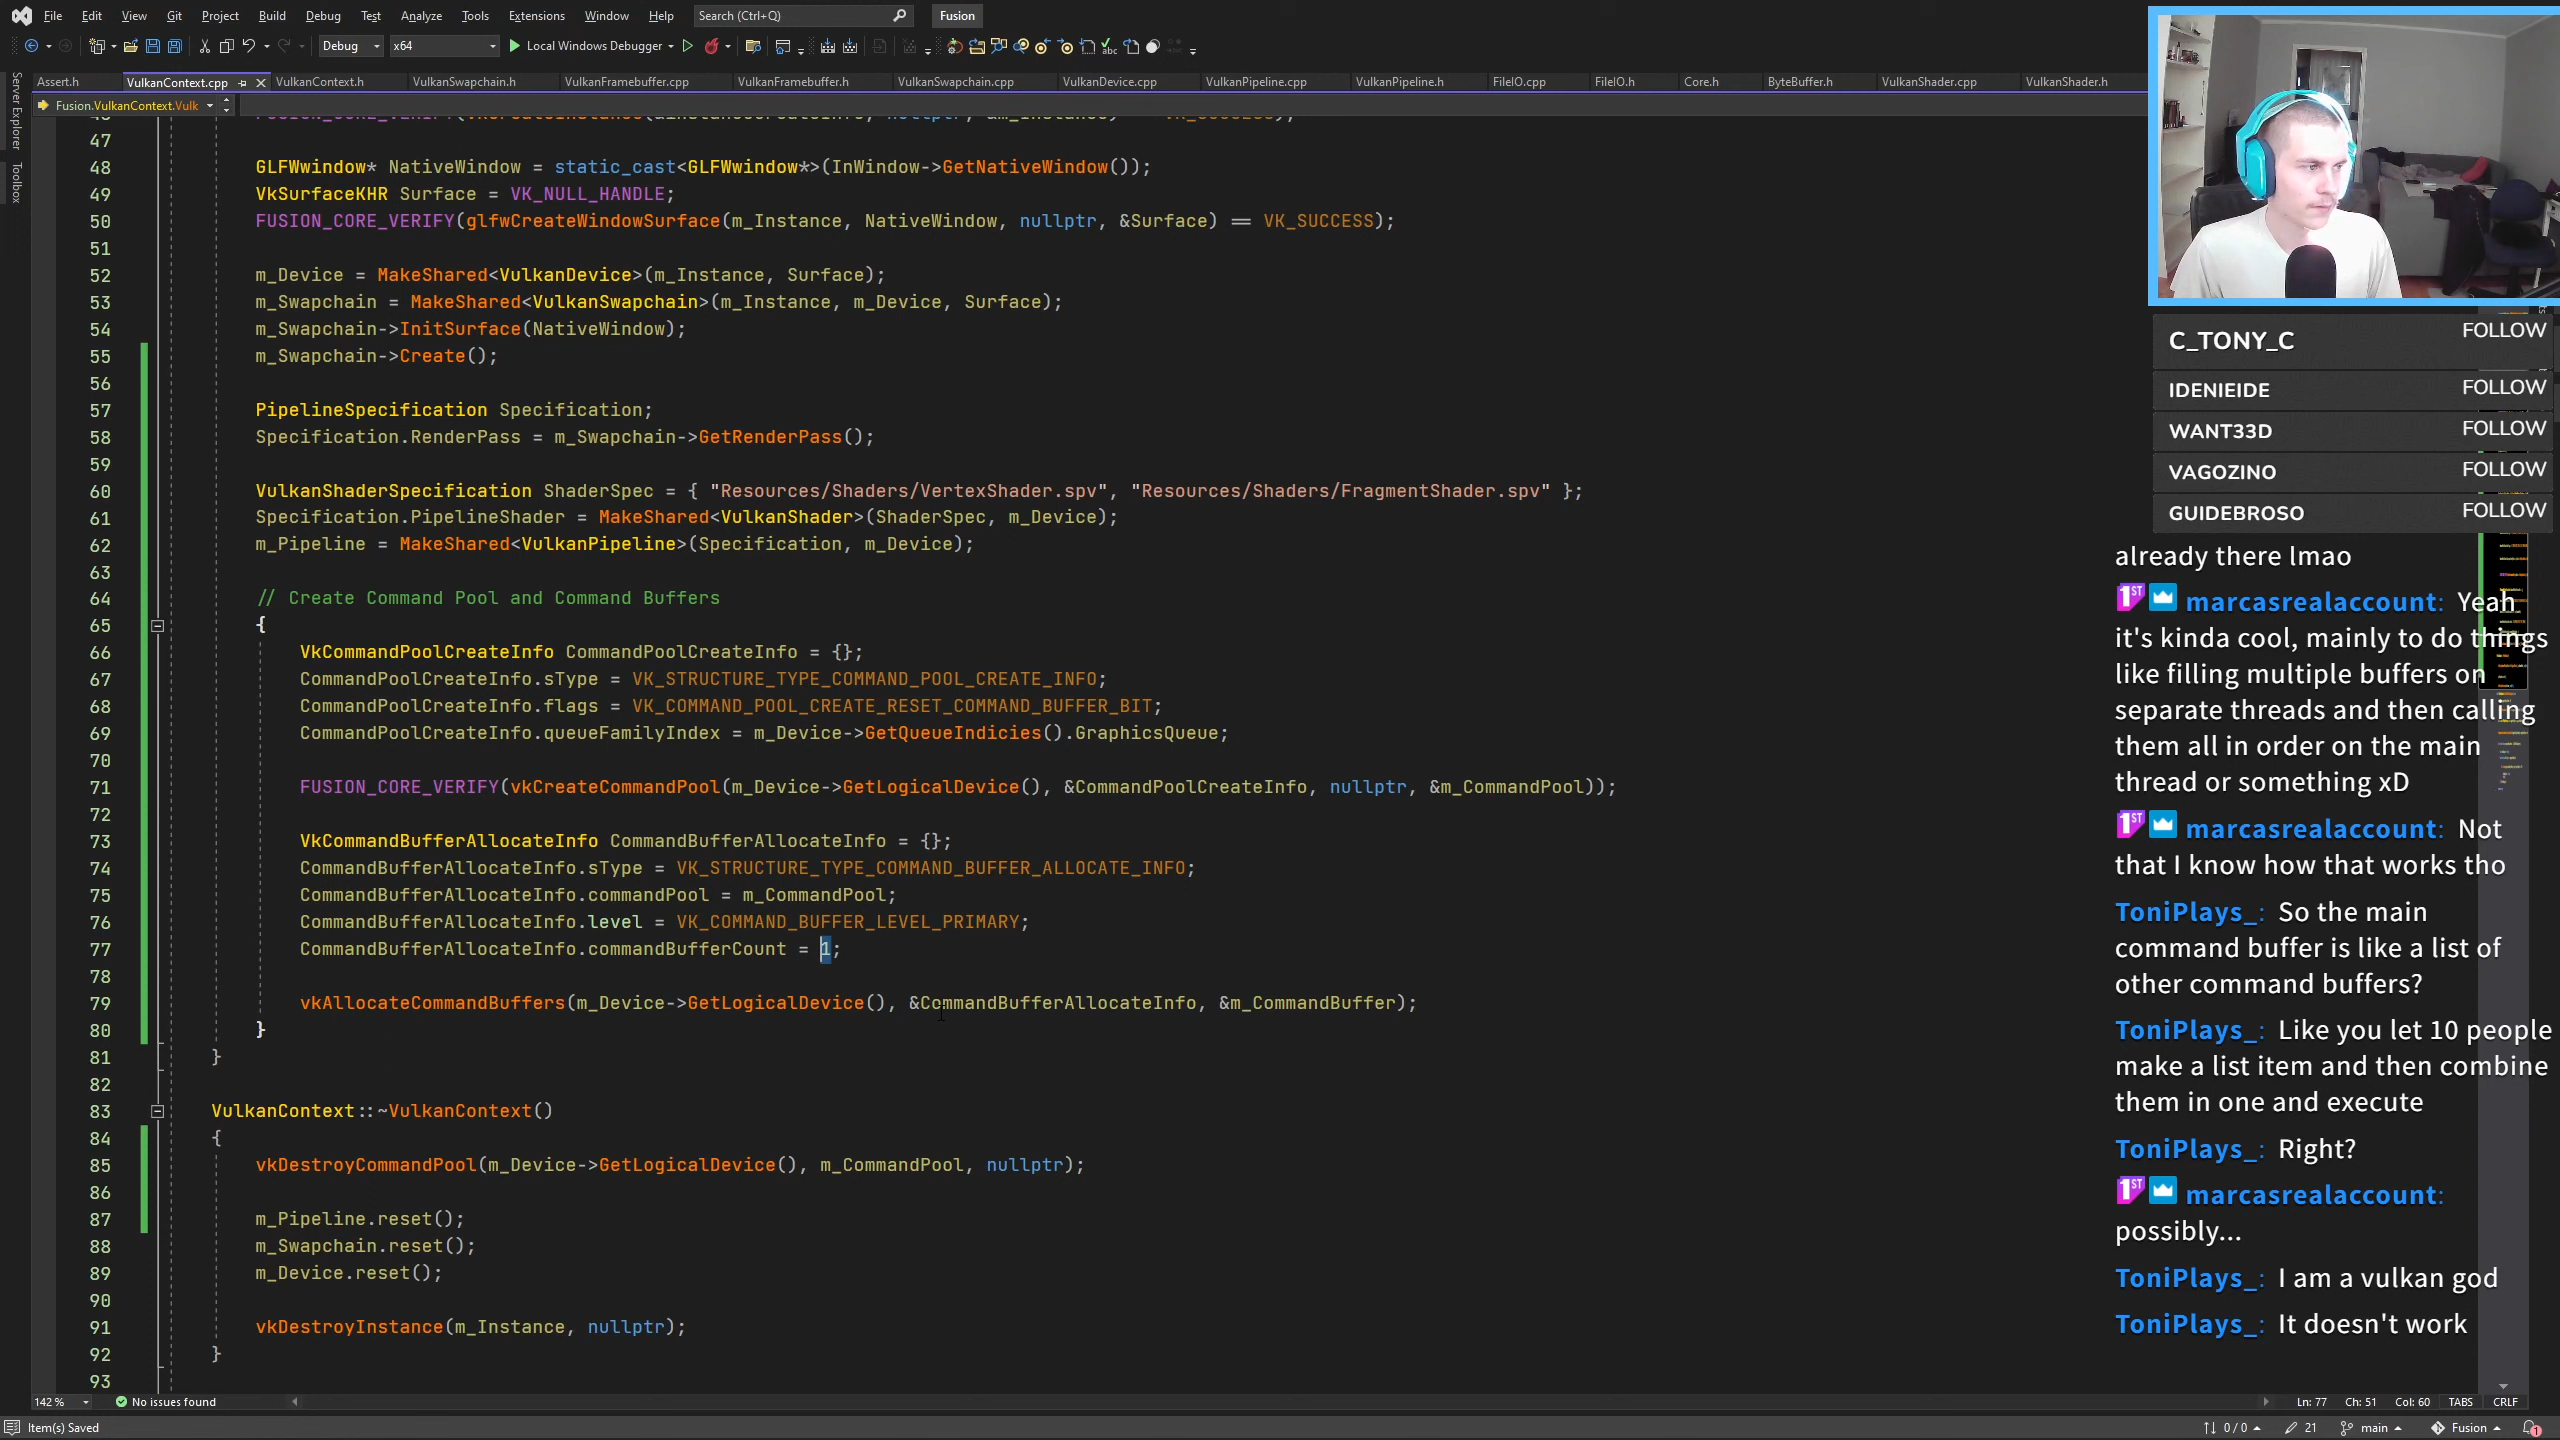 File Edit View Git Project Build Debug Test Analyze Tools Extensions Window Help Search (Ctrl+Q) Fusion
Debug x64 Local Windows Debugger
Assert.h VulkanContext.cpp VulkanContext.h VulkanSwapchain.h VulkanFramebuffer.cpp VulkanFramebuffer.h VulkanSwapchain.cpp VulkanDevice.cpp VulkanPipeline.cpp VulkanPipeline.h FileIO.cpp FileIO.h Core.h ByteBuffer.h VulkanShader.cpp VulkanShader.h
Fusion.VulkanContext.Vulk
Server Explorer
Toolbox
47
48 GLFWwindow* NativeWindow = static_cast<GLFWwindow*>(InWindow->GetNativeWindow());
49 VkSurfaceKHR Surface = VK_NULL_HANDLE;
50 FUSION_CORE_VERIFY(glfwCreateWindowSurface(m_Instance, NativeWindow, nullptr, &Surface) == VK_SUCCESS);
51
52 m_Device = MakeShared<VulkanDevice>(m_Instance, Surface);
53 m_Swapchain = MakeShared<VulkanSwapchain>(m_Instance, m_Device, Surface);
54 m_Swapchain->InitSurface(NativeWindow);
55 m_Swapchain->Create();
56
57 PipelineSpecification Specification;
58 Specification.RenderPass = m_Swapchain->GetRenderPass();
59
60 VulkanShaderSpecification ShaderSpec = { "Resources/Shaders/VertexShader.spv", "Resources/Shaders/FragmentShader.spv" };
61 Specification.PipelineShader = MakeShared<VulkanShader>(ShaderSpec, m_Device);
62 m_Pipeline = MakeShared<VulkanPipeline>(Specification, m_Device);
63
64 // Create Command Pool and Command Buffers
65 {
66 VkCommandPoolCreateInfo CommandPoolCreateInfo = {};
67 CommandPoolCreateInfo.sType = VK_STRUCTURE_TYPE_COMMAND_POOL_CREATE_INFO;
68 CommandPoolCreateInfo.flags = VK_COMMAND_POOL_CREATE_RESET_COMMAND_BUFFER_BIT;
69 CommandPoolCreateInfo.queueFamilyIndex = m_Device->GetQueueIndicies().GraphicsQueue;
70
71 FUSION_CORE_VERIFY(vkCreateCommandPool(m_Device->GetLogicalDevice(), &CommandPoolCreateInfo, nullptr, &m_CommandPool));
72
73 VkCommandBufferAllocateInfo CommandBufferAllocateInfo = {};
74 CommandBufferAllocateInfo.sType = VK_STRUCTURE_TYPE_COMMAND_BUFFER_ALLOCATE_INFO;
75 CommandBufferAllocateInfo.commandPool = m_CommandPool;
76 CommandBufferAllocateInfo.level = VK_COMMAND_BUFFER_LEVEL_PRIMARY;
77 CommandBufferAllocateInfo.commandBufferCount = 1;
78
79 vkAllocateCommandBuffers(m_Device->GetLogicalDevice(), &CommandBufferAllocateInfo, &m_CommandBuffer);
80 }
81 }
82
83 VulkanContext::~VulkanContext()
84 {
85 vkDestroyCommandPool(m_Device->GetLogicalDevice(), m_CommandPool, nullptr);
86
87 m_Pipeline.reset();
88 m_Swapchain.reset();
89 m_Device.reset();
90
91 vkDestroyInstance(m_Instance, nullptr);
92 }
93
C_TONY_C FOLLOW
IDENIEIDE FOLLOW
WANT33D FOLLOW
VAGOZINO FOLLOW
GUIDEBROSO FOLLOW
already there lmao
marcasrealaccount: Yeah
it's kinda cool, mainly to do things
like filling multiple buffers on
separate threads and then calling
them all in order on the main
thread or something xD
marcasrealaccount: Not
that I know how that works tho
ToniPlays_: So the main
command buffer is like a list of
other command buffers?
ToniPlays_: Like you let 10 people
make a list item and then combine
them in one and execute
ToniPlays_: Right?
marcasrealaccount:
possibly...
ToniPlays_: I am a vulkan god
ToniPlays_: It doesn't work
142 % No issues found Ln: 77 Ch: 51 Col: 60 TABS CRLF
Item(s) Saved 0 / 0 21 main Fusion 1